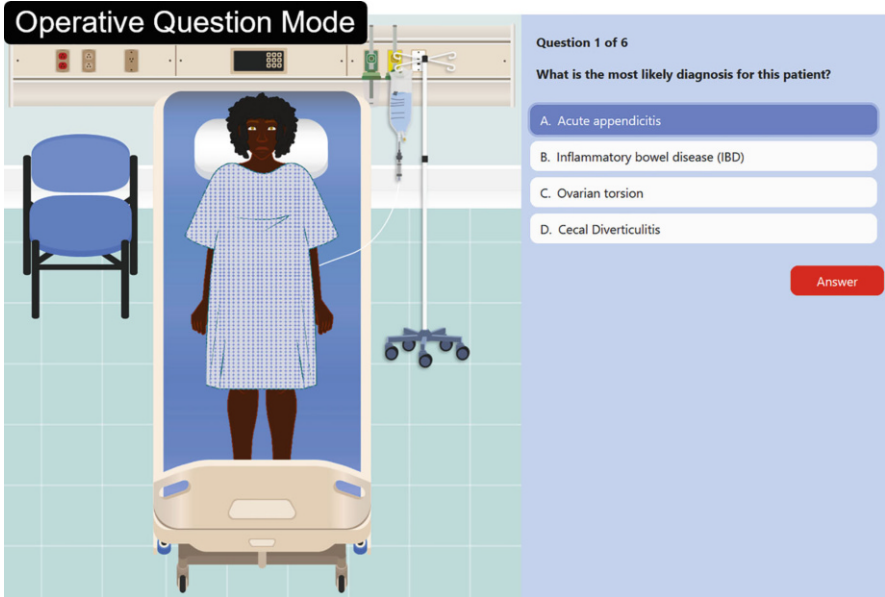 Operative Question Mode
Question 1 of 6
What is the most likely diagnosis for this patient?
A. Acute appendicitis
B. Inflammatory bowel disease (IBD)
C. Ovarian torsion
D. Cecal Diverticulitis
Answer